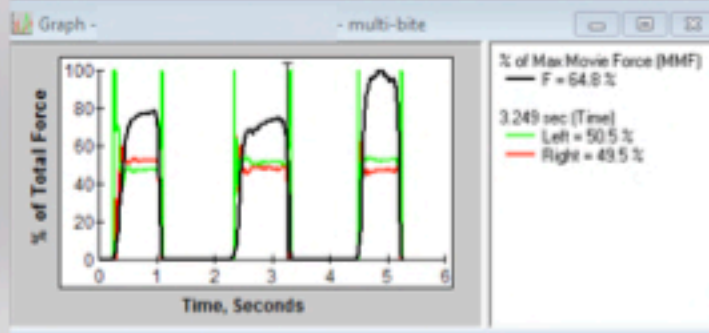 Graph - - multi-bite
% of Total Force
100
80
60
40
20
0
0 1 2 3 4 5 6
Time, Seconds
% of Max Movie Force (MMF)
F = 64.8 %
3.249 sec (Time)
Left = 50.5 %
Right = 49.5 %